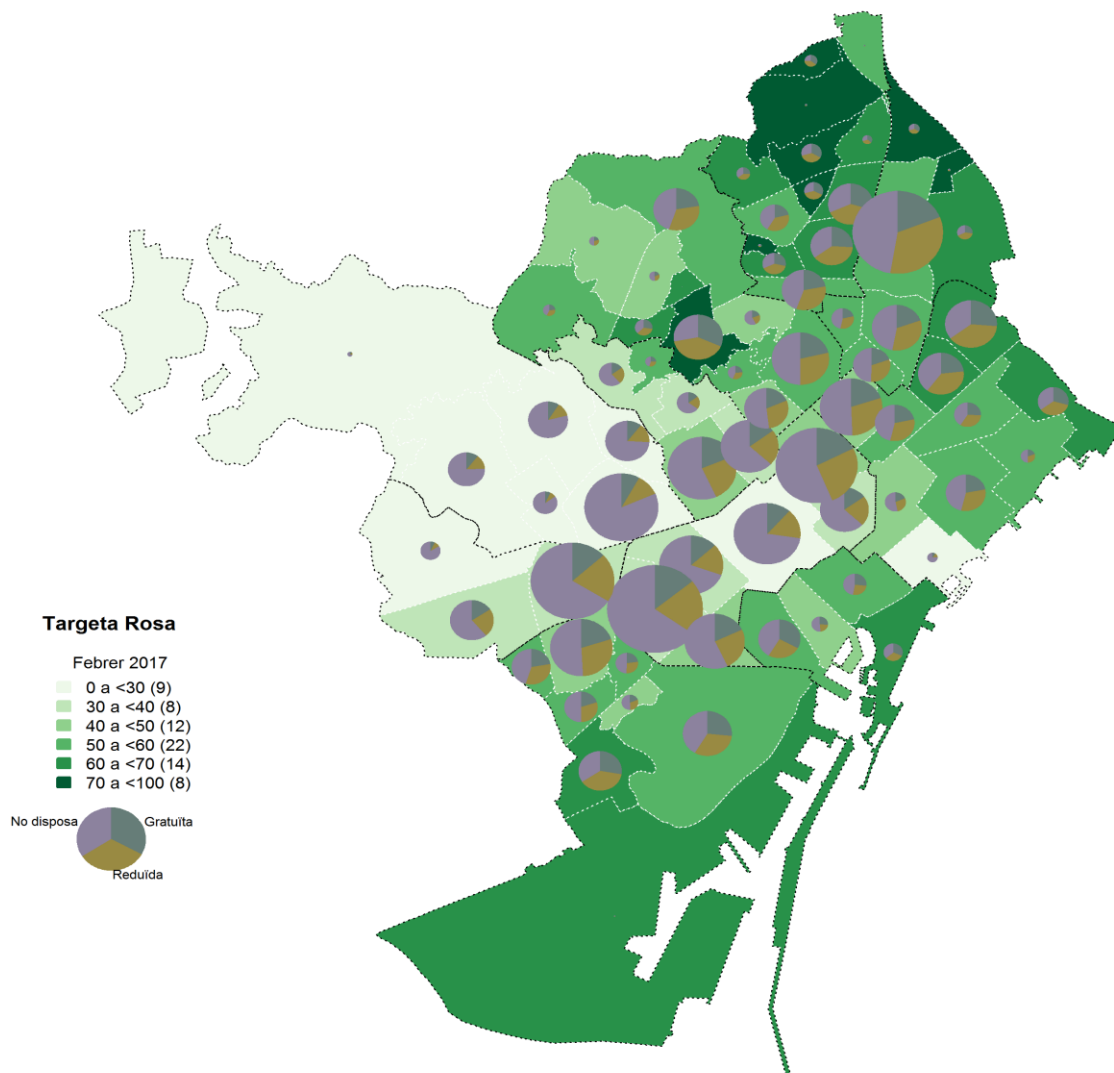 Targeta Rosa
Febrer 2017
0 a <30 (9)
30 a <40 (8)
40 a <50 (12)
50 a <60 (22)
60 a <70 (14)
70 a <100 (8)
No disposa
Gratuïta
Reduïda